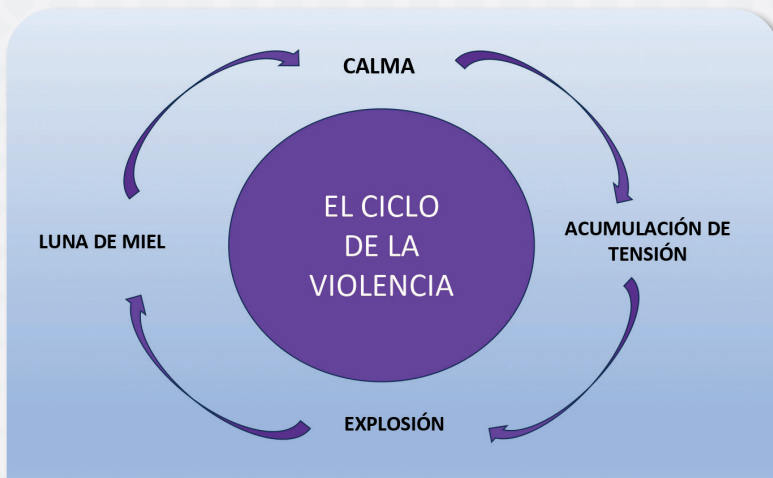 CALMA
EL CICLO
DE LA
VIOLENCIA
ACUMULACIÓN DE
TENSIÓN
EXPLOSIÓN
LUNA DE MIEL